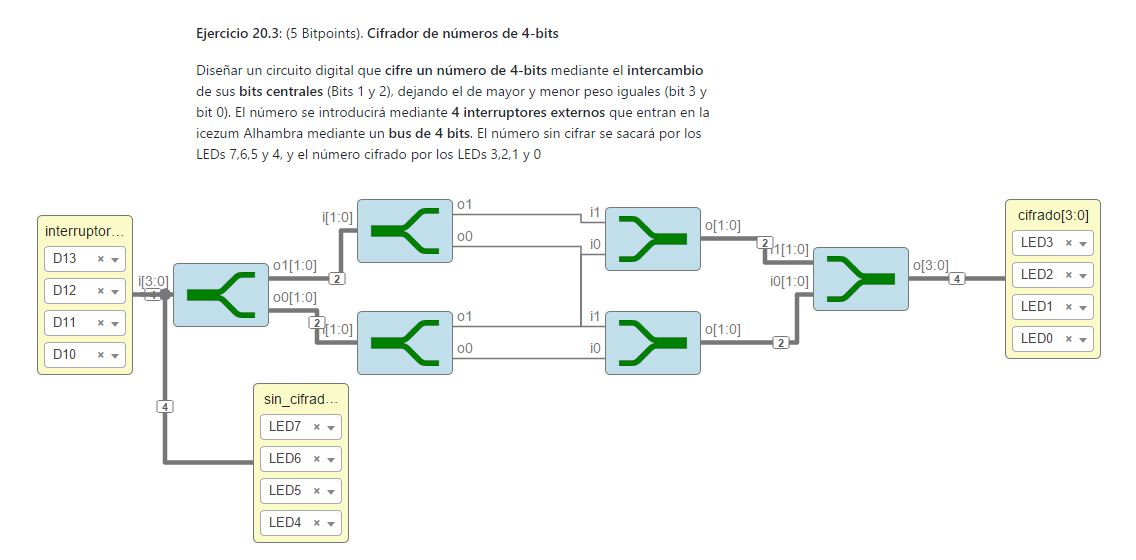 Ejercicio 20.3: (5 Bitpoints). Cifrador de números de 4-bits
Diseñar un circuito digital que cifre un número de 4-bits mediante el intercambio
de sus bits centrales (Bits 1 y 2), dejando el de mayor y menor peso iguales (bit 3 y
bit 0). El número se introducirá mediante 4 interruptores externos que entran en la
icezum Alhambra mediante un bus de 4 bits. El número sin cifrar se sacará por los
LEDs 7,6,5 y 4, y el número cifrado por los LEDs 3,2,1 y 0
interruptor...
D13
D12
D11
D10
i[3:0]
4
o1[1:0]
2
o0[1:0]
2
i[1:0]
o1
o0
i[1:0]
o1
o0
i1
i0
o[1:0]
2
i1
i0
o[1:0]
2
i1[1:0]
i0[1:0]
o[3:0]
4
cifrado[3:0]
LED3
LED2
LED1
LED0
4
sin_cifrad...
LED7
LED6
LED5
LED4